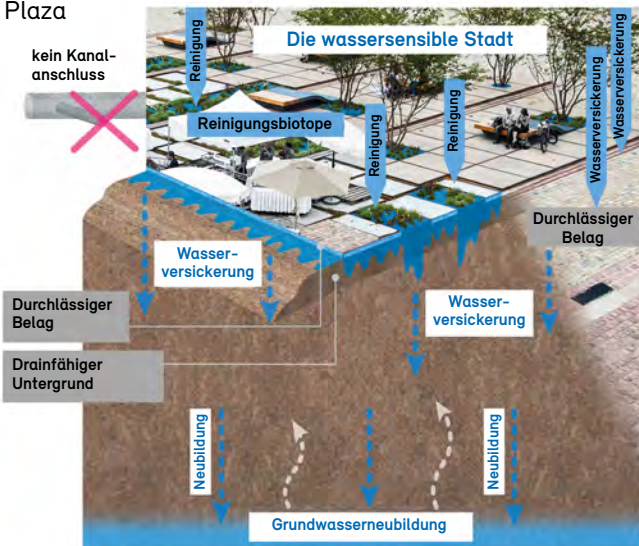 Plaza
kein Kanal-
anschluss
Die wassersensible Stadt
Reinigung
Reinigungsbiotope
Reinigung
Reinigung
Wasserversickerung
Wasserversickerung
Durchlässiger
Belag
Wasser-
versickerung
Wasser-
versickerung
Durchlässiger
Belag
Drainfähiger
Untergrund
Neubildung
Neubildung
Grundwasserneubildung